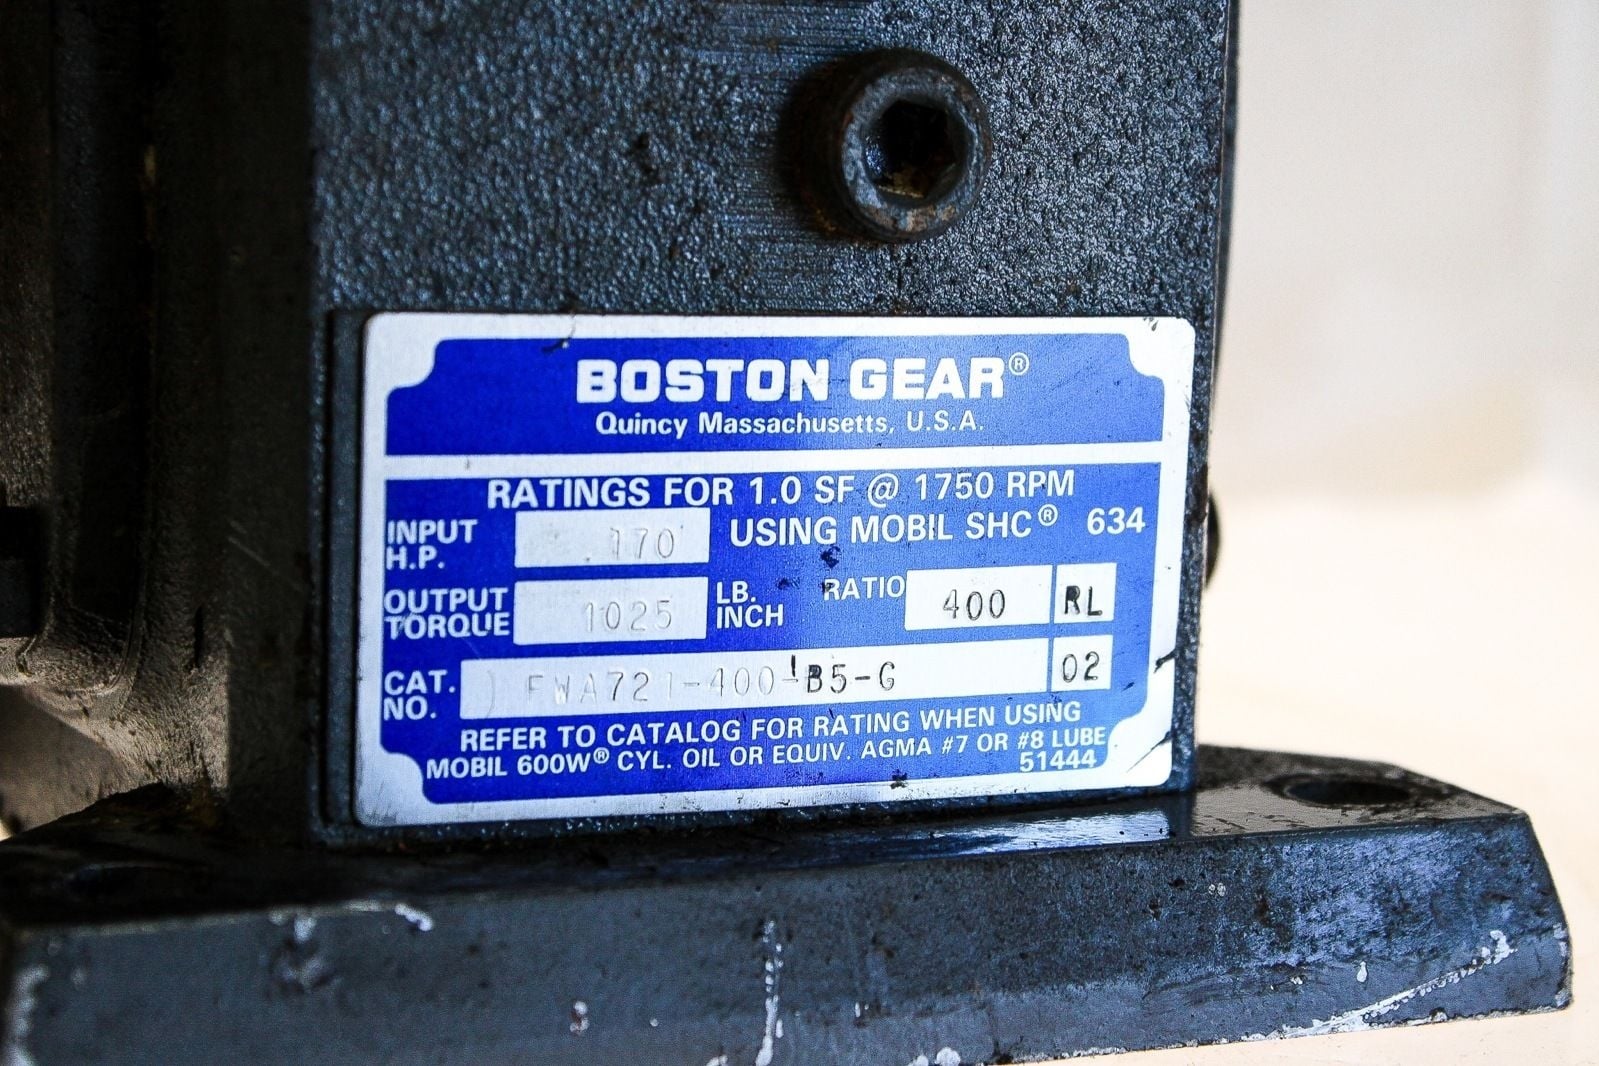 BOSTON GEAR®
Quincy Massachusetts, U.S.A.
RATINGS FOR 1.0 SF @ 1750 RPM
INPUT H.P. .170 USING MOBIL SHC® 634
OUTPUT TORQUE 1025 LB. INCH RATIO 400 RL
CAT. NO. FWA721-400-B5-G 02
REFER TO CATALOG FOR RATING WHEN USING
MOBIL 600W® CYL. OIL OR EQUIV. AGMA #7 OR #8 LUBE
51444